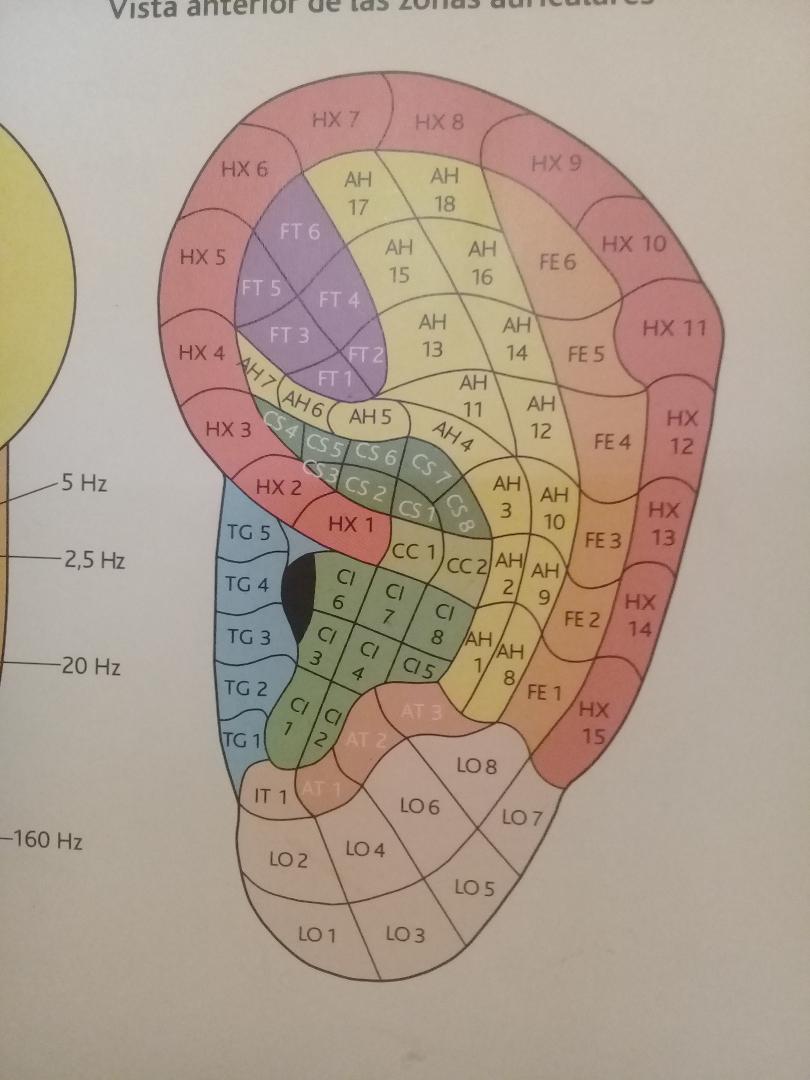 Vista anterior de las zonas auriculares
HX 7
HX 8
HX 6
HX 9
AH
17
AH
18
FT 6
HX 10
HX 5
AH
15
AH
16
FE 6
FT 5
FT 4
HX 11
FT 3
AH
13
AH
14
FE 5
HX 4
FT 2
AH 7
FT 1
AH
11
AH 6
AH 5
AH
12
HX
12
HX 3
CS 4
AH 4
FE 4
CS 5
CS 6
CS 3
CS 7
5 Hz
HX 2
CS 2
AH
3
AH
10
CS 1
CS 8
HX
13
HX 1
TG 5
FE 3
2,5 Hz
CC 1
CC 2
AH
2
AH
9
TG 4
CI
6
CI
7
CI
8
HX
14
FE 2
TG 3
CI
3
CI
4
CI 5
AH
1
AH
8
20 Hz
TG 2
FE 1
CI
1
CI
2
AT 3
HX
15
TG 1
AT 2
LO 8
IT 1
AT 1
LO 6
LO 7
160 Hz
LO 2
LO 4
LO 5
LO 1
LO 3